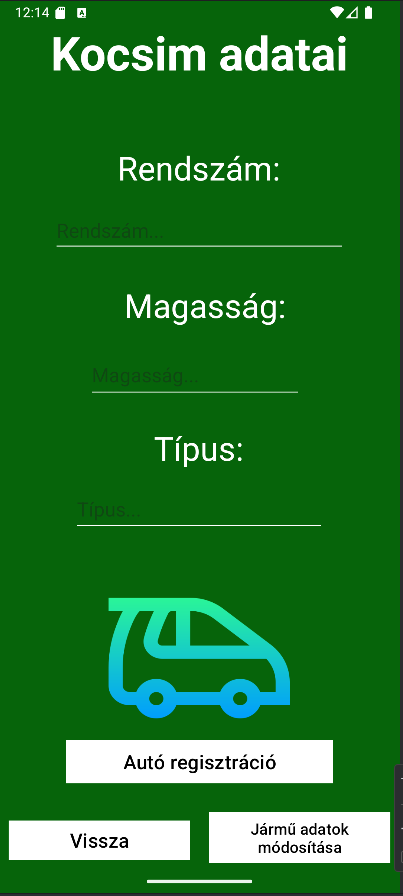 12:14
Kocsim adatai
Rendszám:
Rendszám...
Magasság:
Magasság...
Típus:
Típus...
Autó regisztráció
Vissza
Jármű adatok
módosítása